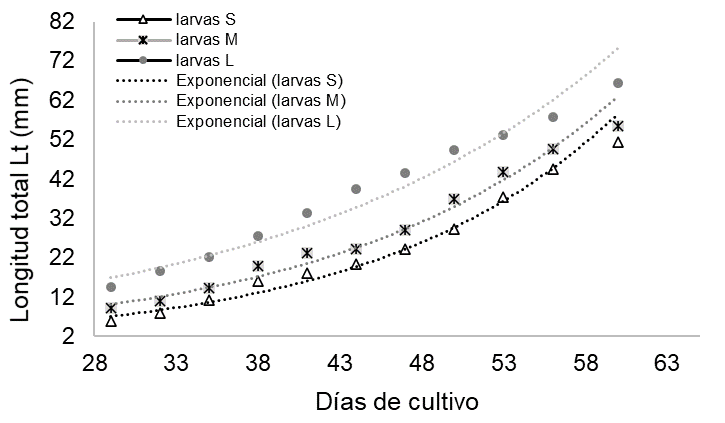 82
72
62
52
42
32
22
12
2
Longitud total Lt (mm)
larvas S
larvas M
larvas L
Exponencial (larvas S)
Exponencial (larvas M)
Exponencial (larvas L)
28 33 38 43 48 53 58 63
Días de cultivo